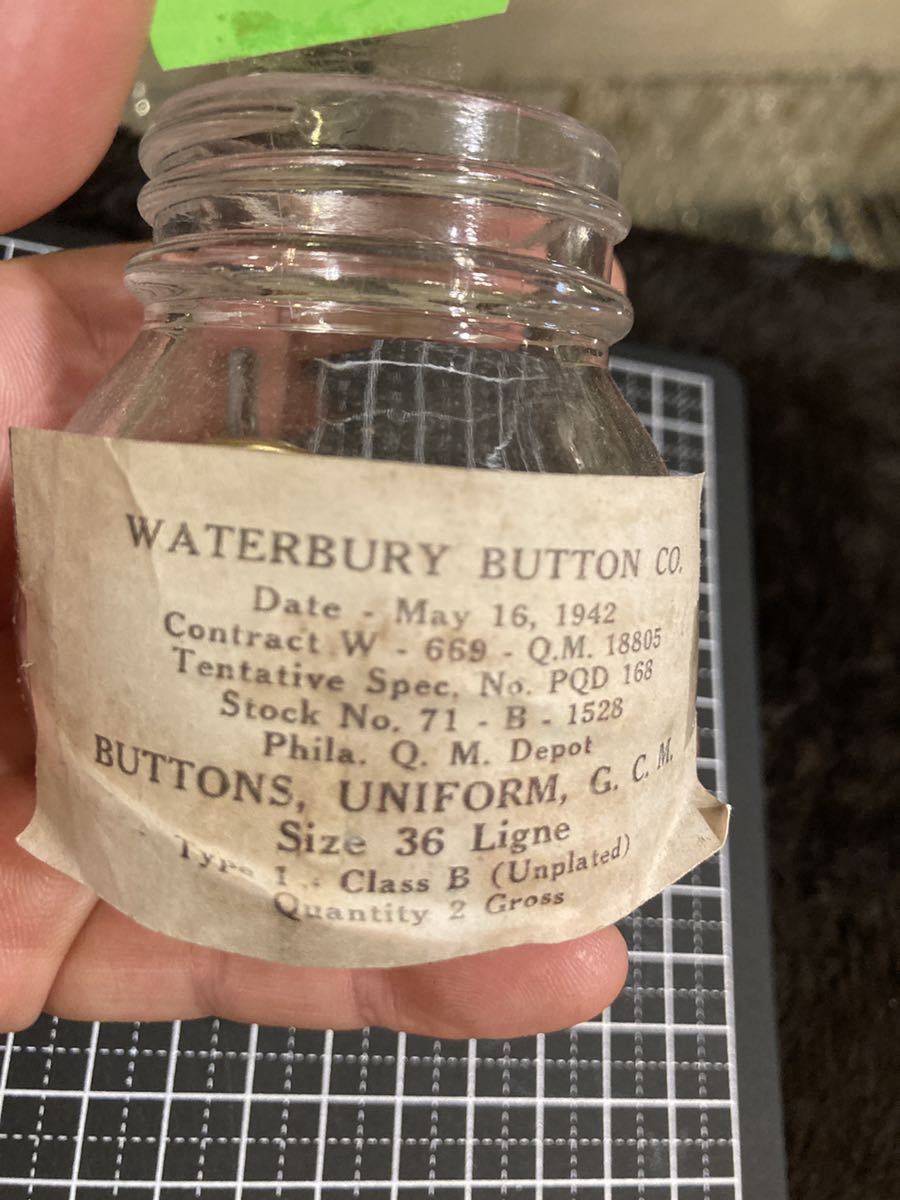 WATERBURY BUTTON CO.
Date - May 16, 1942
Contract W - 669 - Q.M. 18805
Tentative Spec. No. PQD 168
Stock No. 71 - B - 1528
Phila. Q. M. Depot
BUTTONS, UNIFORM, G. C. M.
Size 36 Ligne
Type I : Class B (Unplated)
Quantity 2 Gross